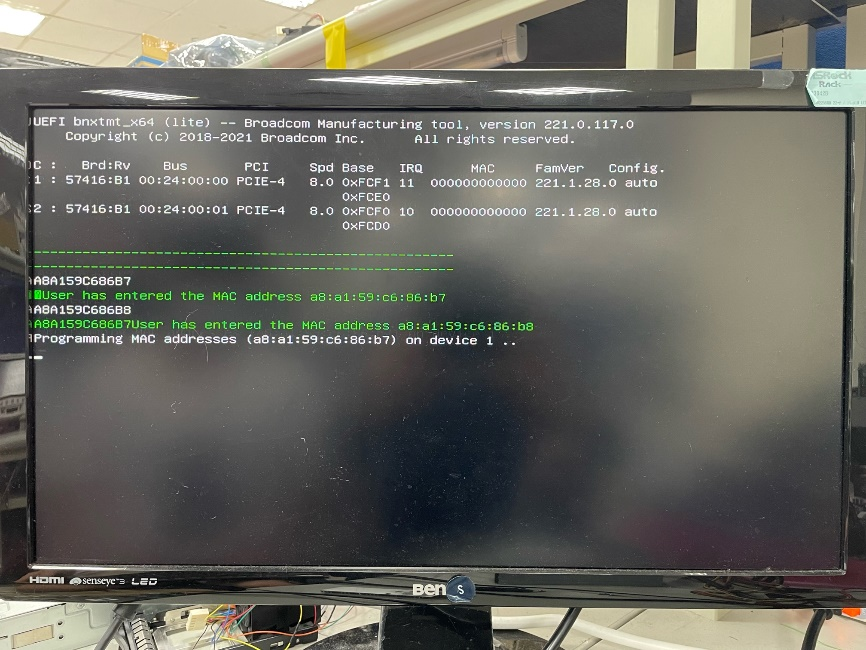 ASRock
Rack
UEFI bnxtmt_x64 (lite) -- Broadcom Manufacturing tool, version 221.0.117.0
Copyright (c) 2018-2021 Broadcom Inc. All rights reserved.
C : Brd:Rv Bus PCI Spd Base IRQ MAC FamVer Config.
1 : 57416:B1 00:24:00:00 PCIE-4 8.0 0xFCF1 11 000000000000 221.1.28.0 auto
0xFCE0
2 : 57416:B1 00:24:00:01 PCIE-4 8.0 0xFCF0 10 000000000000 221.1.28.0 auto
0xFCD0
----------------------------------------------------
----------------------------------------------------
A8A159C686B7
User has entered the MAC address a8:a1:59:c6:86:b7
A8A159C686B8
A8A159C686B7User has entered the MAC address a8:a1:59:c6:86:b8
Programming MAC addresses (a8:a1:59:c6:86:b7) on device 1 ..
HDMI senseye3 LED
Ben S